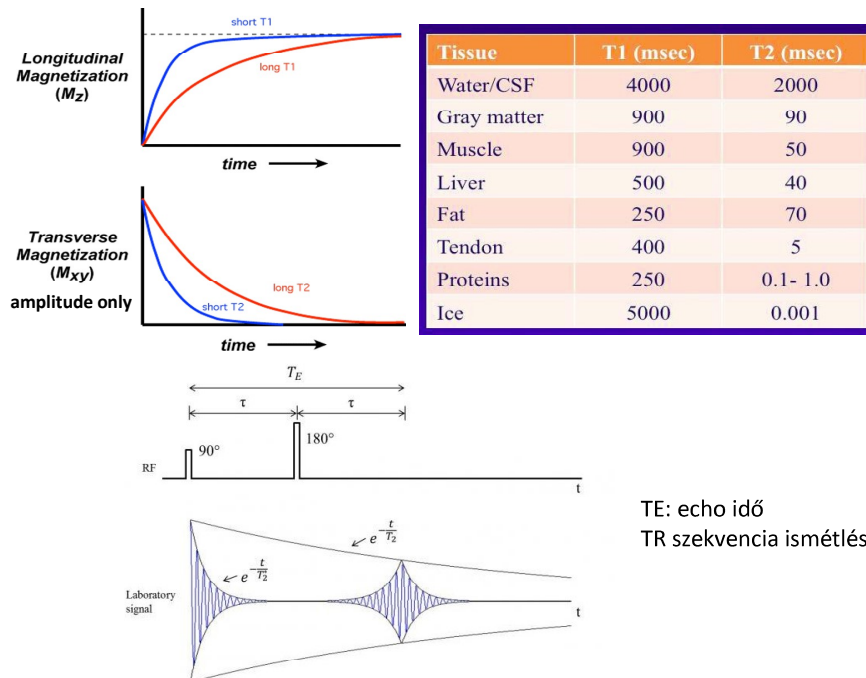 short T1
Longitudinal
Magnetization
(Mz)
long T1
time
Transverse
Magnetization
(Mxy)
amplitude only
long T2
short T2
time
Tissue T1 (msec) T2 (msec)
Water/CSF 4000 2000
Gray matter 900 90
Muscle 900 50
Liver 500 40
Fat 250 70
Tendon 400 5
Proteins 250 0.1- 1.0
Ice 5000 0.001
T_E
τ τ
90° 180°
RF
t
e^{-t/T_2}
e^{-t/T_2}
Laboratory
signal
t
TE: echo idő
TR szekvencia ismétlés